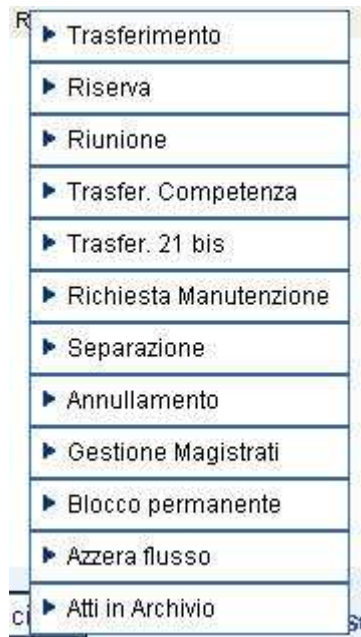 Trasferimento
Riserva
Riunione
Trasfer. Competenza
Trasfer. 21 bis
Richiesta Manutenzione
Separazione
Annullamento
Gestione Magistrati
Blocco permanente
Azzera flusso
Atti in Archivio